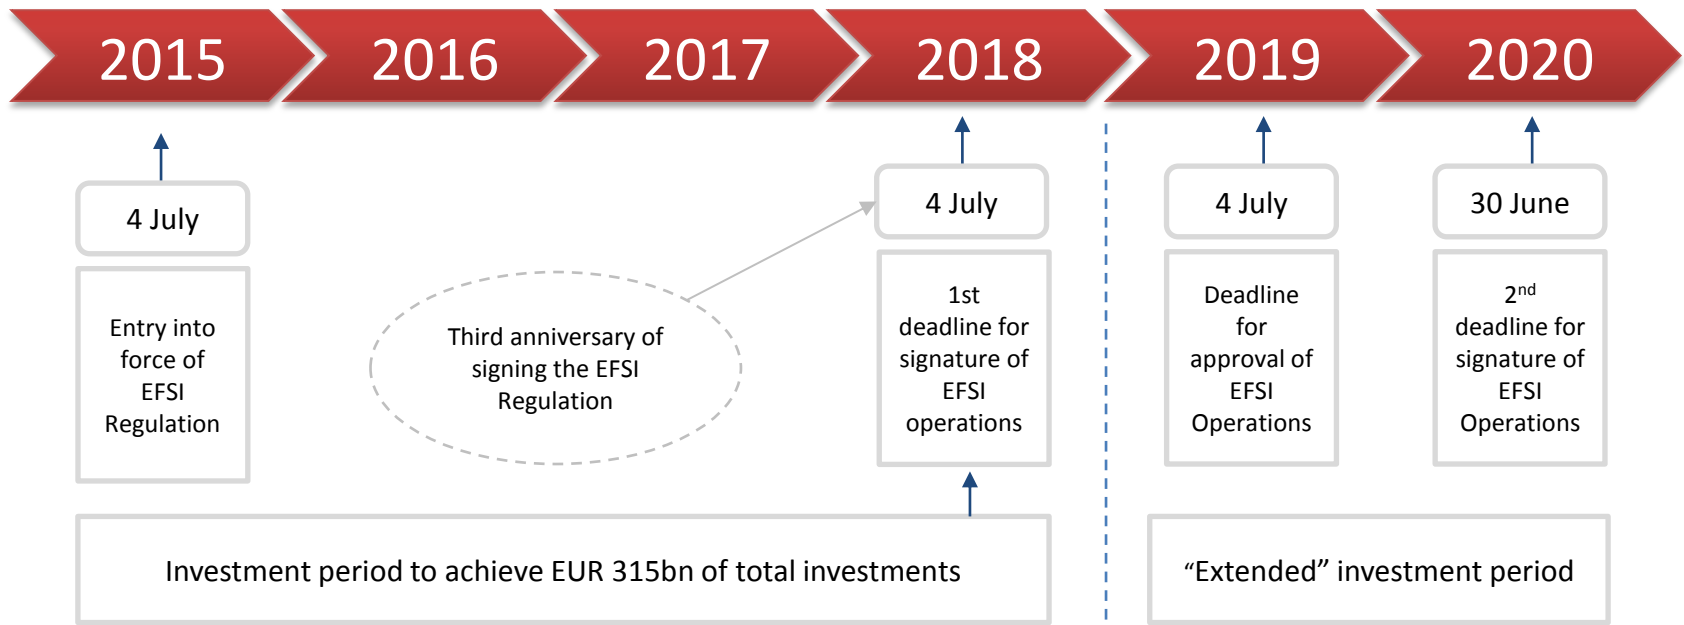 2015
2016
2017
2018
2019
2020
4 July
Entry into
force of
EFSI
Regulation
Third anniversary of
signing the EFSI
Regulation
4 July
1st
deadline for
signature of
EFSI
operations
4 July
Deadline
for
approval of
EFSI
Operations
30 June
2nd
deadline for
signature of
EFSI
Operations
Investment period to achieve EUR 315bn of total investments
“Extended” investment period